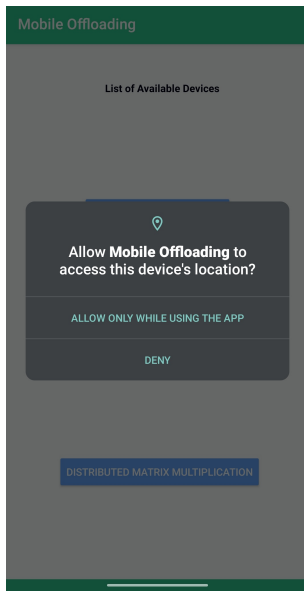 Mobile Offloading
List of Available Devices
Allow Mobile Offloading to
access this device's location?
ALLOW ONLY WHILE USING THE APP
DENY
DISTRIBUTED MATRIX MULTIPLICATION